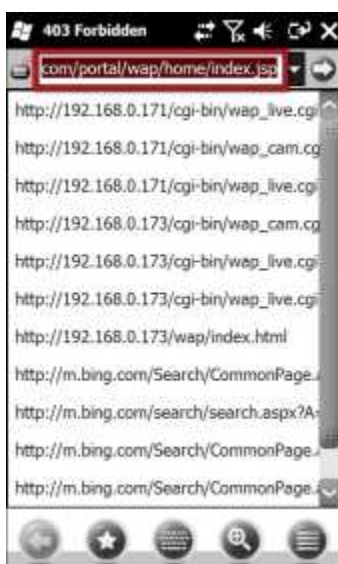 403 Forbidden
com/portal/wap/home/index.jsp
http://192.168.0.171/cgi-bin/wap_live.cgi
http://192.168.0.171/cgi-bin/wap_cam.cg
http://192.168.0.171/cgi-bin/wap_live.cgi
http://192.168.0.173/cgi-bin/wap_cam.cg
http://192.168.0.173/cgi-bin/wap_live.cgi
http://192.168.0.173/cgi-bin/wap_live.cgi
http://192.168.0.173/wap/index.html
http://m.bing.com/Search/CommonPage.
http://m.bing.com/search/search.aspx?A=
http://m.bing.com/Search/CommonPage.
http://m.bing.com/Search/CommonPage.